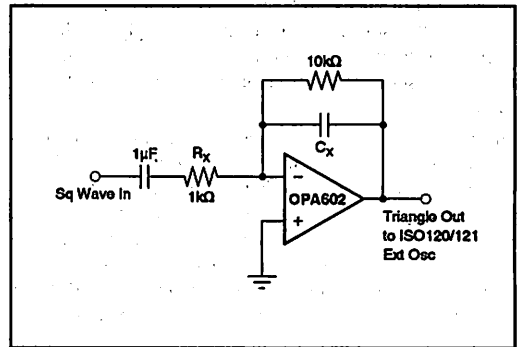 10kΩ
Cx
1μF
Rx
1kΩ
Sq Wave In
−
+
OPA602
Triangle Out
to ISO120/121
Ext Osc